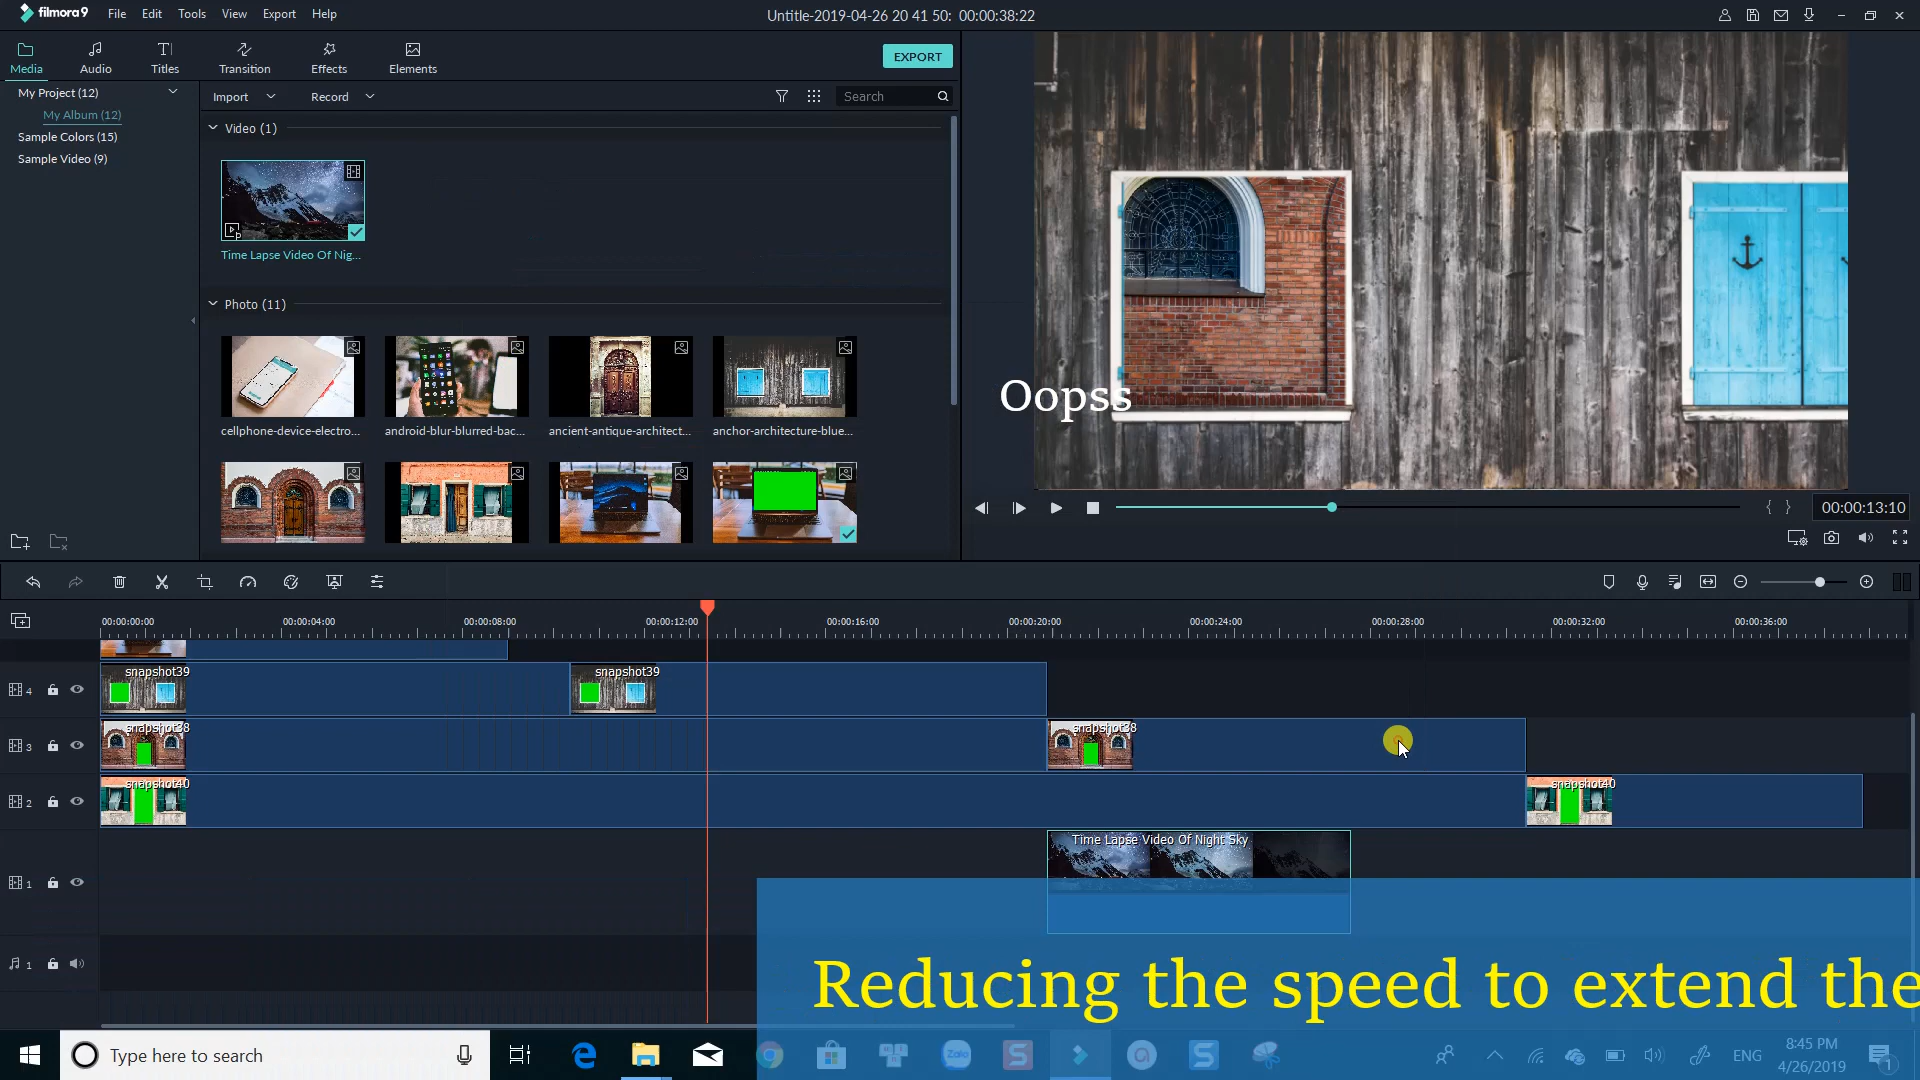 filmora9
File Edit Tools View Export Help
Untitle-2019-04-26 20 41 50: 00:00:38:22
Media Audio Titles Transition Effects Elements
EXPORT
My Project (12)
My Album (12)
Sample Colors (15)
Sample Video (9)
Import Record Search
Video (1)
Time Lapse Video Of Nig...
Photo (11)
cellphone-device-electro... android-blur-blurred-bac... ancient-antique-architect... anchor-architecture-blue...
Oopss
00:00:13:10
00:00:00:00 00:00:04:00 00:00:08:00 00:00:12:00 00:00:16:00 00:00:20:00 00:00:24:00 00:00:28:00 00:00:32:00 00:00:36:00
4 snapshot39 snapshot39
3 snapshot38 snapshot38
2 snapshot40 snapshot40
1 Time Lapse Video Of Night Sky
1
Reducing the speed to extend the
Type here to search
Zalo
ENG
8:45 PM
4/26/2019
1